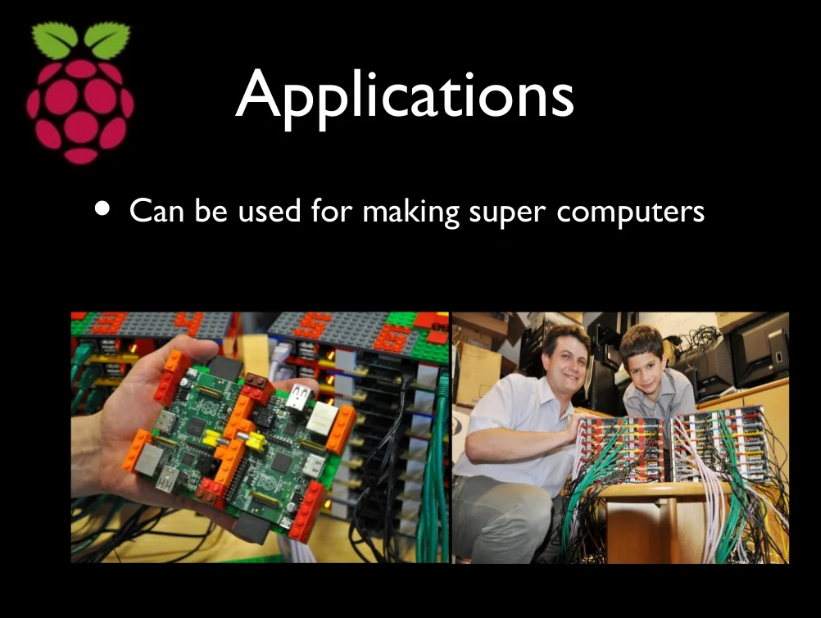 Applications
• Can be used for making super computers